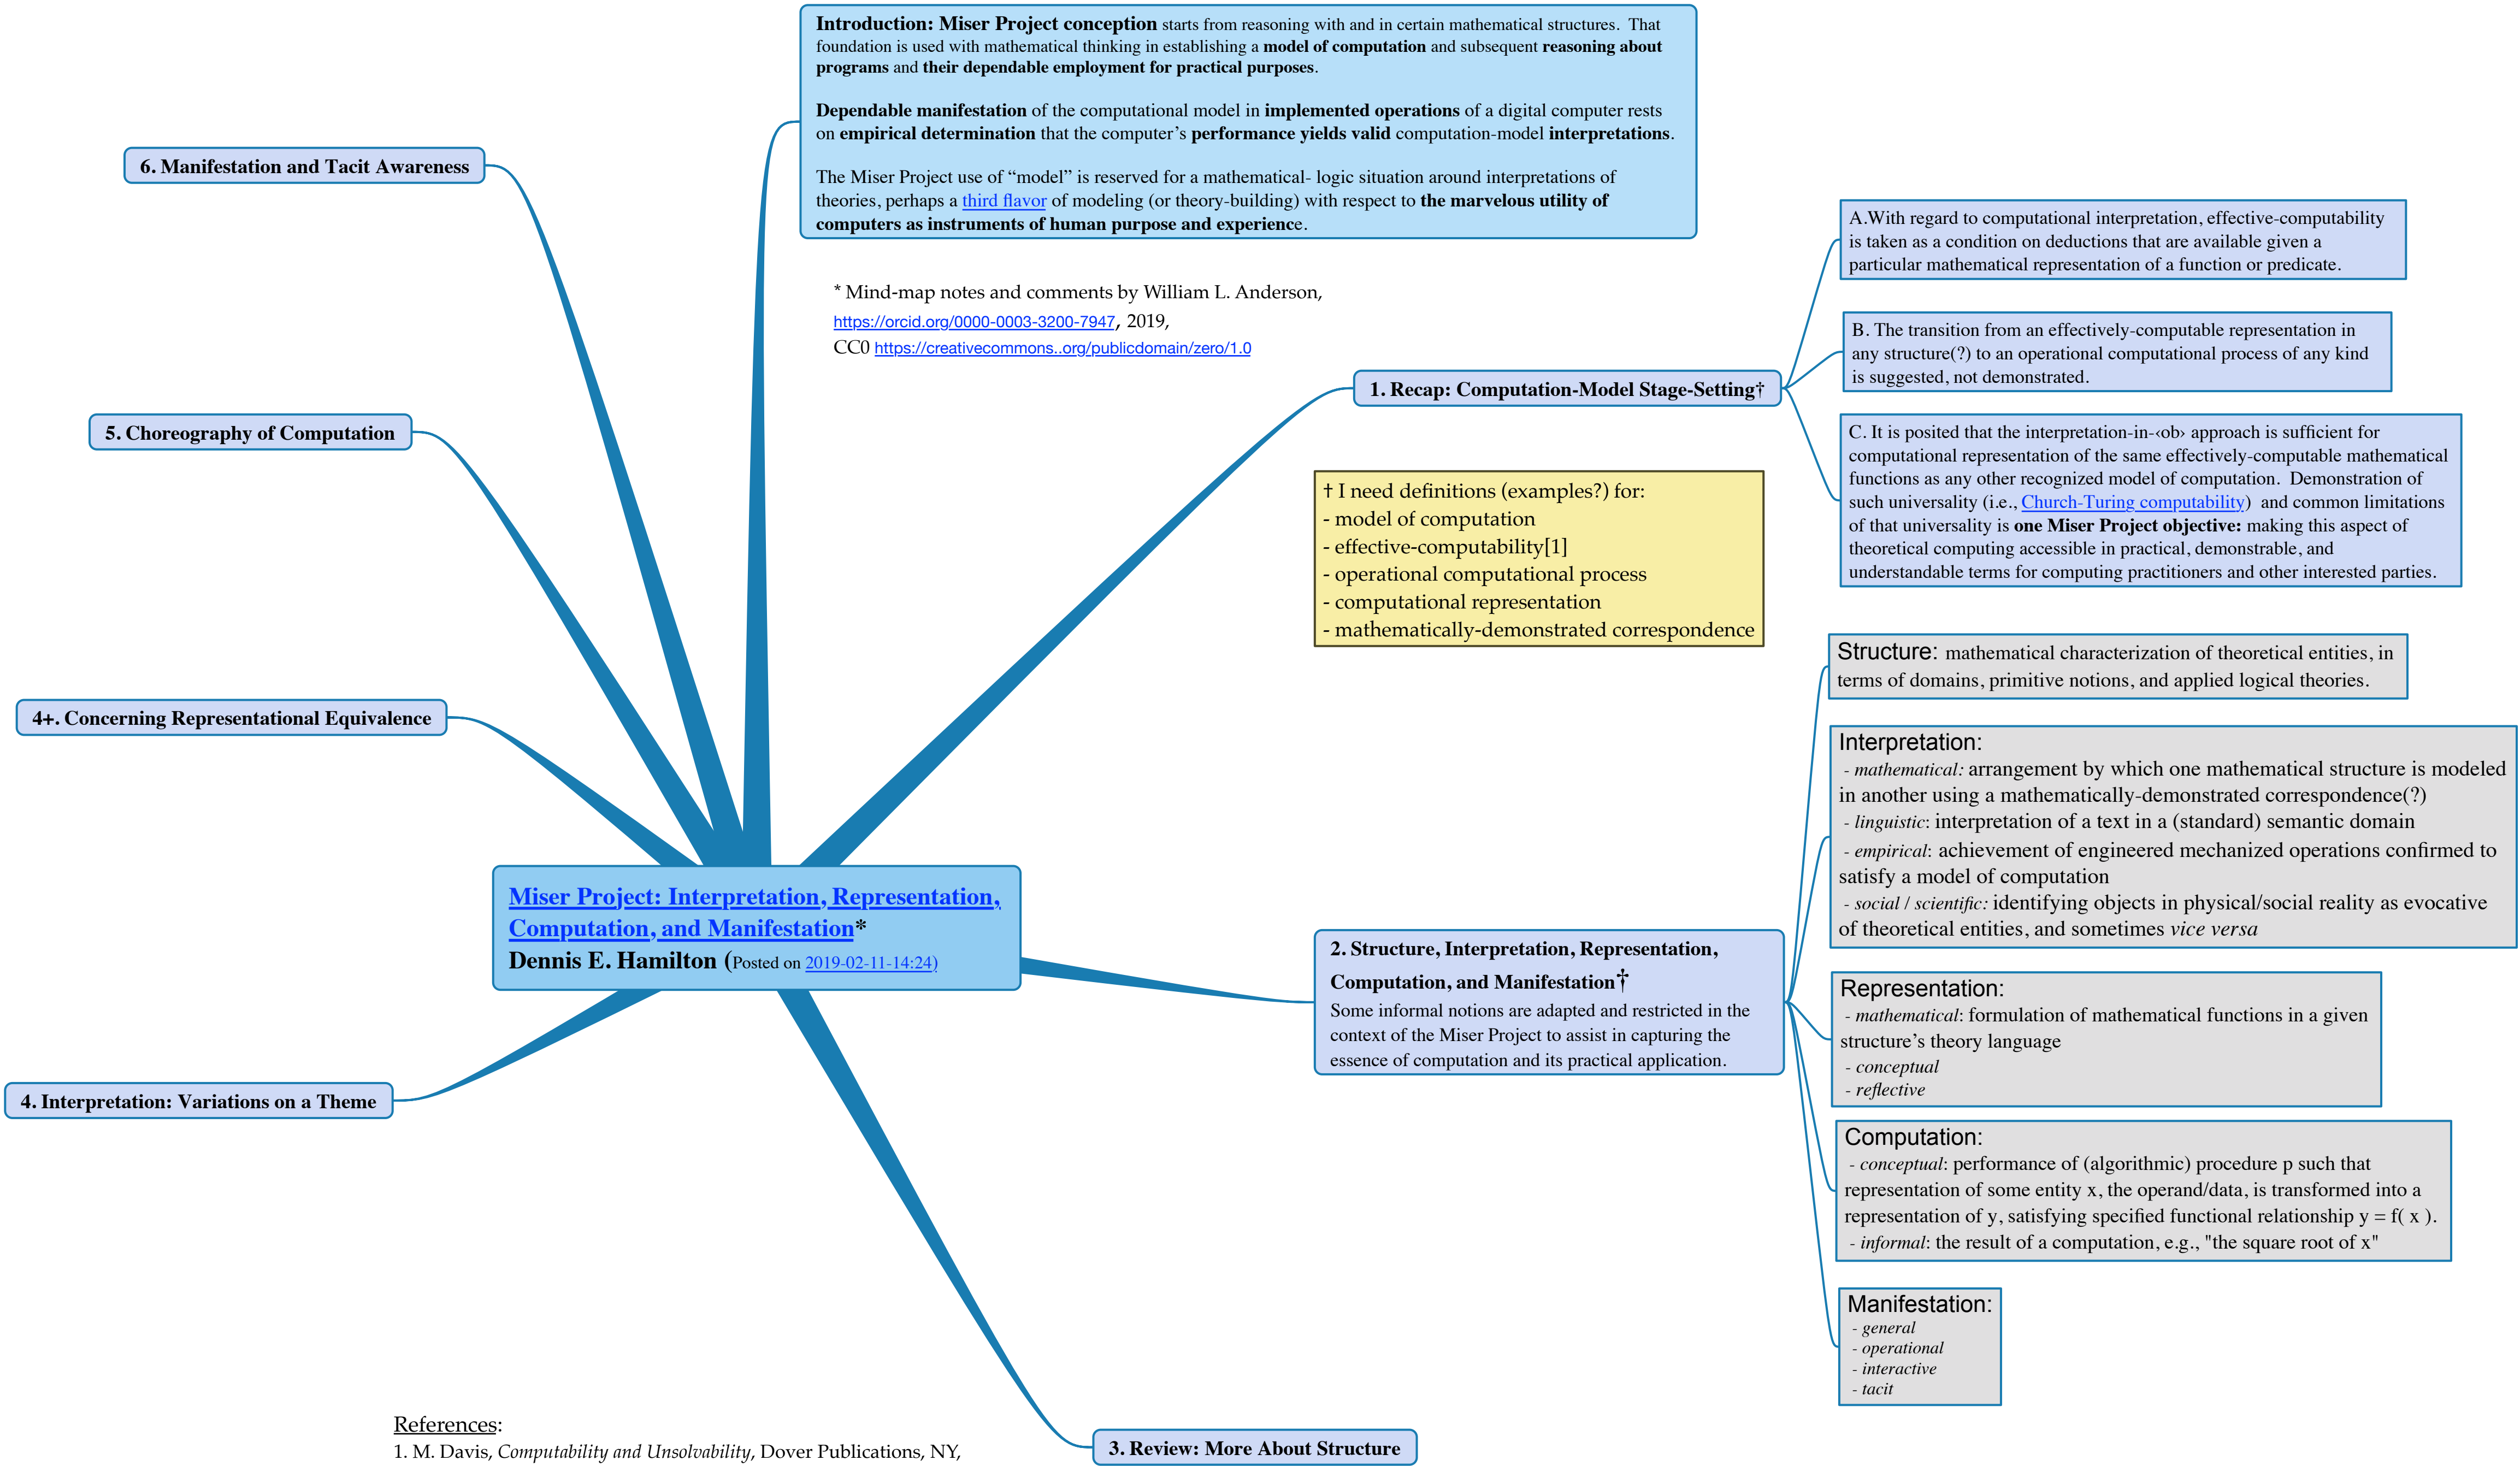 Introduction: Miser Project conception starts from reasoning with and in certain mathematical structures. That
foundation is used with mathematical thinking in establishing a model of computation and subsequent reasoning about
programs and their dependable employment for practical purposes.
Dependable manifestation of the computational model in implemented operations of a digital computer rests
on empirical determination that the computer's performance yields valid computation-model interpretations.
The Miser Project use of “model” is reserved for a mathematical- logic situation around interpretations of
theories, perhaps a third flavor of modeling (or theory-building) with respect to the marvelous utility of
computers as instruments of human purpose and experience.
* Mind-map notes and comments by William L. Anderson,
https://orcid.org/0000-0003-3200-7947, 2019,
CC0 https://creativecommons..org/publicdomain/zero/1.0
1. Recap: Computation-Model Stage-Setting†
A.With regard to computational interpretation, effective-computability
is taken as a condition on deductions that are available given a
particular mathematical representation of a function or predicate.
B. The transition from an effectively-computable representation in
any structure(?) to an operational computational process of any kind
is suggested, not demonstrated.
C. It is posited that the interpretation-in-‹ob› approach is sufficient for
computational representation of the same effectively-computable mathematical
functions as any other recognized model of computation. Demonstration of
such universality (i.e., Church-Turing computability) and common limitations
of that universality is one Miser Project objective: making this aspect of
theoretical computing accessible in practical, demonstrable, and
understandable terms for computing practitioners and other interested parties.
† I need definitions (examples?) for:
- model of computation
- effective-computability[1]
- operational computational process
- computational representation
- mathematically-demonstrated correspondence
Miser Project: Interpretation, Representation,
Computation, and Manifestation*
Dennis E. Hamilton (Posted on 2019-02-11-14:24)
2. Structure, Interpretation, Representation,
Computation, and Manifestation†
Some informal notions are adapted and restricted in the
context of the Miser Project to assist in capturing the
essence of computation and its practical application.
Structure: mathematical characterization of theoretical entities, in
terms of domains, primitive notions, and applied logical theories.
Interpretation:
- mathematical: arrangement by which one mathematical structure is modeled
in another using a mathematically-demonstrated correspondence(?)
- linguistic: interpretation of a text in a (standard) semantic domain
- empirical: achievement of engineered mechanized operations confirmed to
satisfy a model of computation
- social / scientific: identifying objects in physical/social reality as evocative
of theoretical entities, and sometimes vice versa
Representation:
- mathematical: formulation of mathematical functions in a given
structure's theory language
- conceptual
- reflective
Computation:
- conceptual: performance of (algorithmic) procedure p such that
representation of some entity x, the operand/data, is transformed into a
representation of y, satisfying specified functional relationship y = f( x ).
- informal: the result of a computation, e.g., "the square root of x"
Manifestation:
- general
- operational
- interactive
- tacit
3. Review: More About Structure
4. Interpretation: Variations on a Theme
4+. Concerning Representational Equivalence
5. Choreography of Computation
6. Manifestation and Tacit Awareness
References:
1. M. Davis, Computability and Unsolvability, Dover Publications, NY,